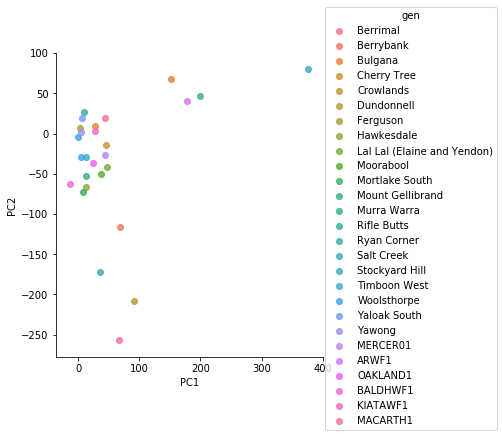 gen
Berrimal
Berrybank
Bulgana
Cherry Tree
Crowlands
Dundonnell
Ferguson
Hawkesdale
Lal Lal (Elaine and Yendon)
Moorabool
Mortlake South
Mount Gellibrand
Murra Warra
Rifle Butts
Ryan Corner
Salt Creek
Stockyard Hill
Timboon West
Woolsthorpe
Yaloak South
Yawong
MERCER01
ARWF1
OAKLAND1
BALDHWF1
KIATAWF1
MACARTH1
100
50
0
−50
−100
−150
−200
−250
PC2
0 100 200 300 400
PC1